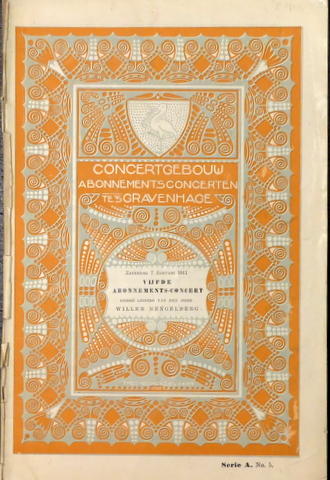 CONCERTGEBOUW
ABONNEMENTSCONCERTEN
TE 'S GRAVENHAGE
Zaterdag 7 Januari 1911
VIJFDE
ABONNEMENTS-CONCERT
ONDER LEIDING VAN DEN HEER
WILLEM MENGELBERG
Serie A. No. 5.